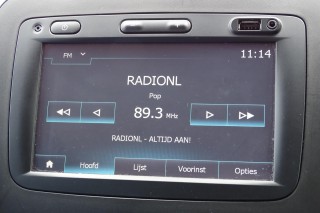 FM
11:14
RADIONL
Pop
89.3 MHz
RADIONL - ALTIJD AAN!
Hoofd Lijst Voorinst Opties